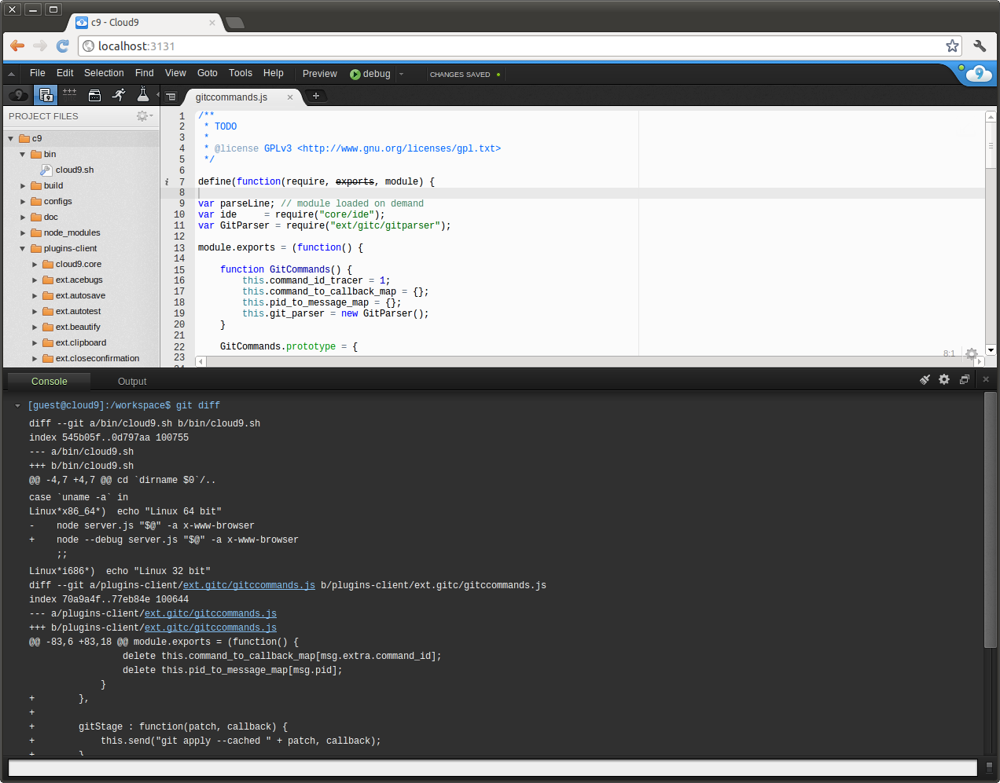 c9 - Cloud9
localhost:3131
File Edit Selection Find View Goto Tools Help Preview debug CHANGES SAVED
9
PROJECT FILES
gitccommands.js
c9
bin
cloud9.sh
build
configs
doc
node_modules
plugins-client
cloud9.core
ext.acebugs
ext.autosave
ext.autotest
ext.beautify
ext.clipboard
ext.closeconfirmation
1 /**
2  * TODO
3  *
4  * @license GPLv3 <http://www.gnu.org/licenses/gpl.txt>
5  */
6
i 7 define(function(require, exports, module) {
8
9 var parseLine; // module loaded on demand
10 var ide     = require("core/ide");
11 var GitParser = require("ext/gitc/gitparser");
12
13 module.exports = (function() {
14
15     function GitCommands() {
16         this.command_id_tracer = 1;
17         this.command_to_callback_map = {};
18         this.pid_to_message_map = {};
19         this.git_parser = new GitParser();
20     }
21
22     GitCommands.prototype = {
23
8:1
Console Output
[guest@cloud9]:/workspace$ git diff
diff --git a/bin/cloud9.sh b/bin/cloud9.sh
index 545b05f..0d797aa 100755
--- a/bin/cloud9.sh
+++ b/bin/cloud9.sh
@@ -4,7 +4,7 @@ cd `dirname $0`/..
case `uname -a` in
Linux*x86_64*)  echo "Linux 64 bit"
-    node server.js "$@" -a x-www-browser
+    node --debug server.js "$@" -a x-www-browser
     ;;
Linux*i686*)  echo "Linux 32 bit"
diff --git a/plugins-client/ext.gitc/gitccommands.js b/plugins-client/ext.gitc/gitccommands.js
index 70a9a4f..77eb84e 100644
--- a/plugins-client/ext.gitc/gitccommands.js
+++ b/plugins-client/ext.gitc/gitccommands.js
@@ -83,6 +83,18 @@ module.exports = (function() {
                 delete this.command_to_callback_map[msg.extra.command_id];
                 delete this.pid_to_message_map[msg.pid];
             }
+        },
+
+        gitStage : function(patch, callback) {
+            this.send("git apply --cached " + patch, callback);
+        }